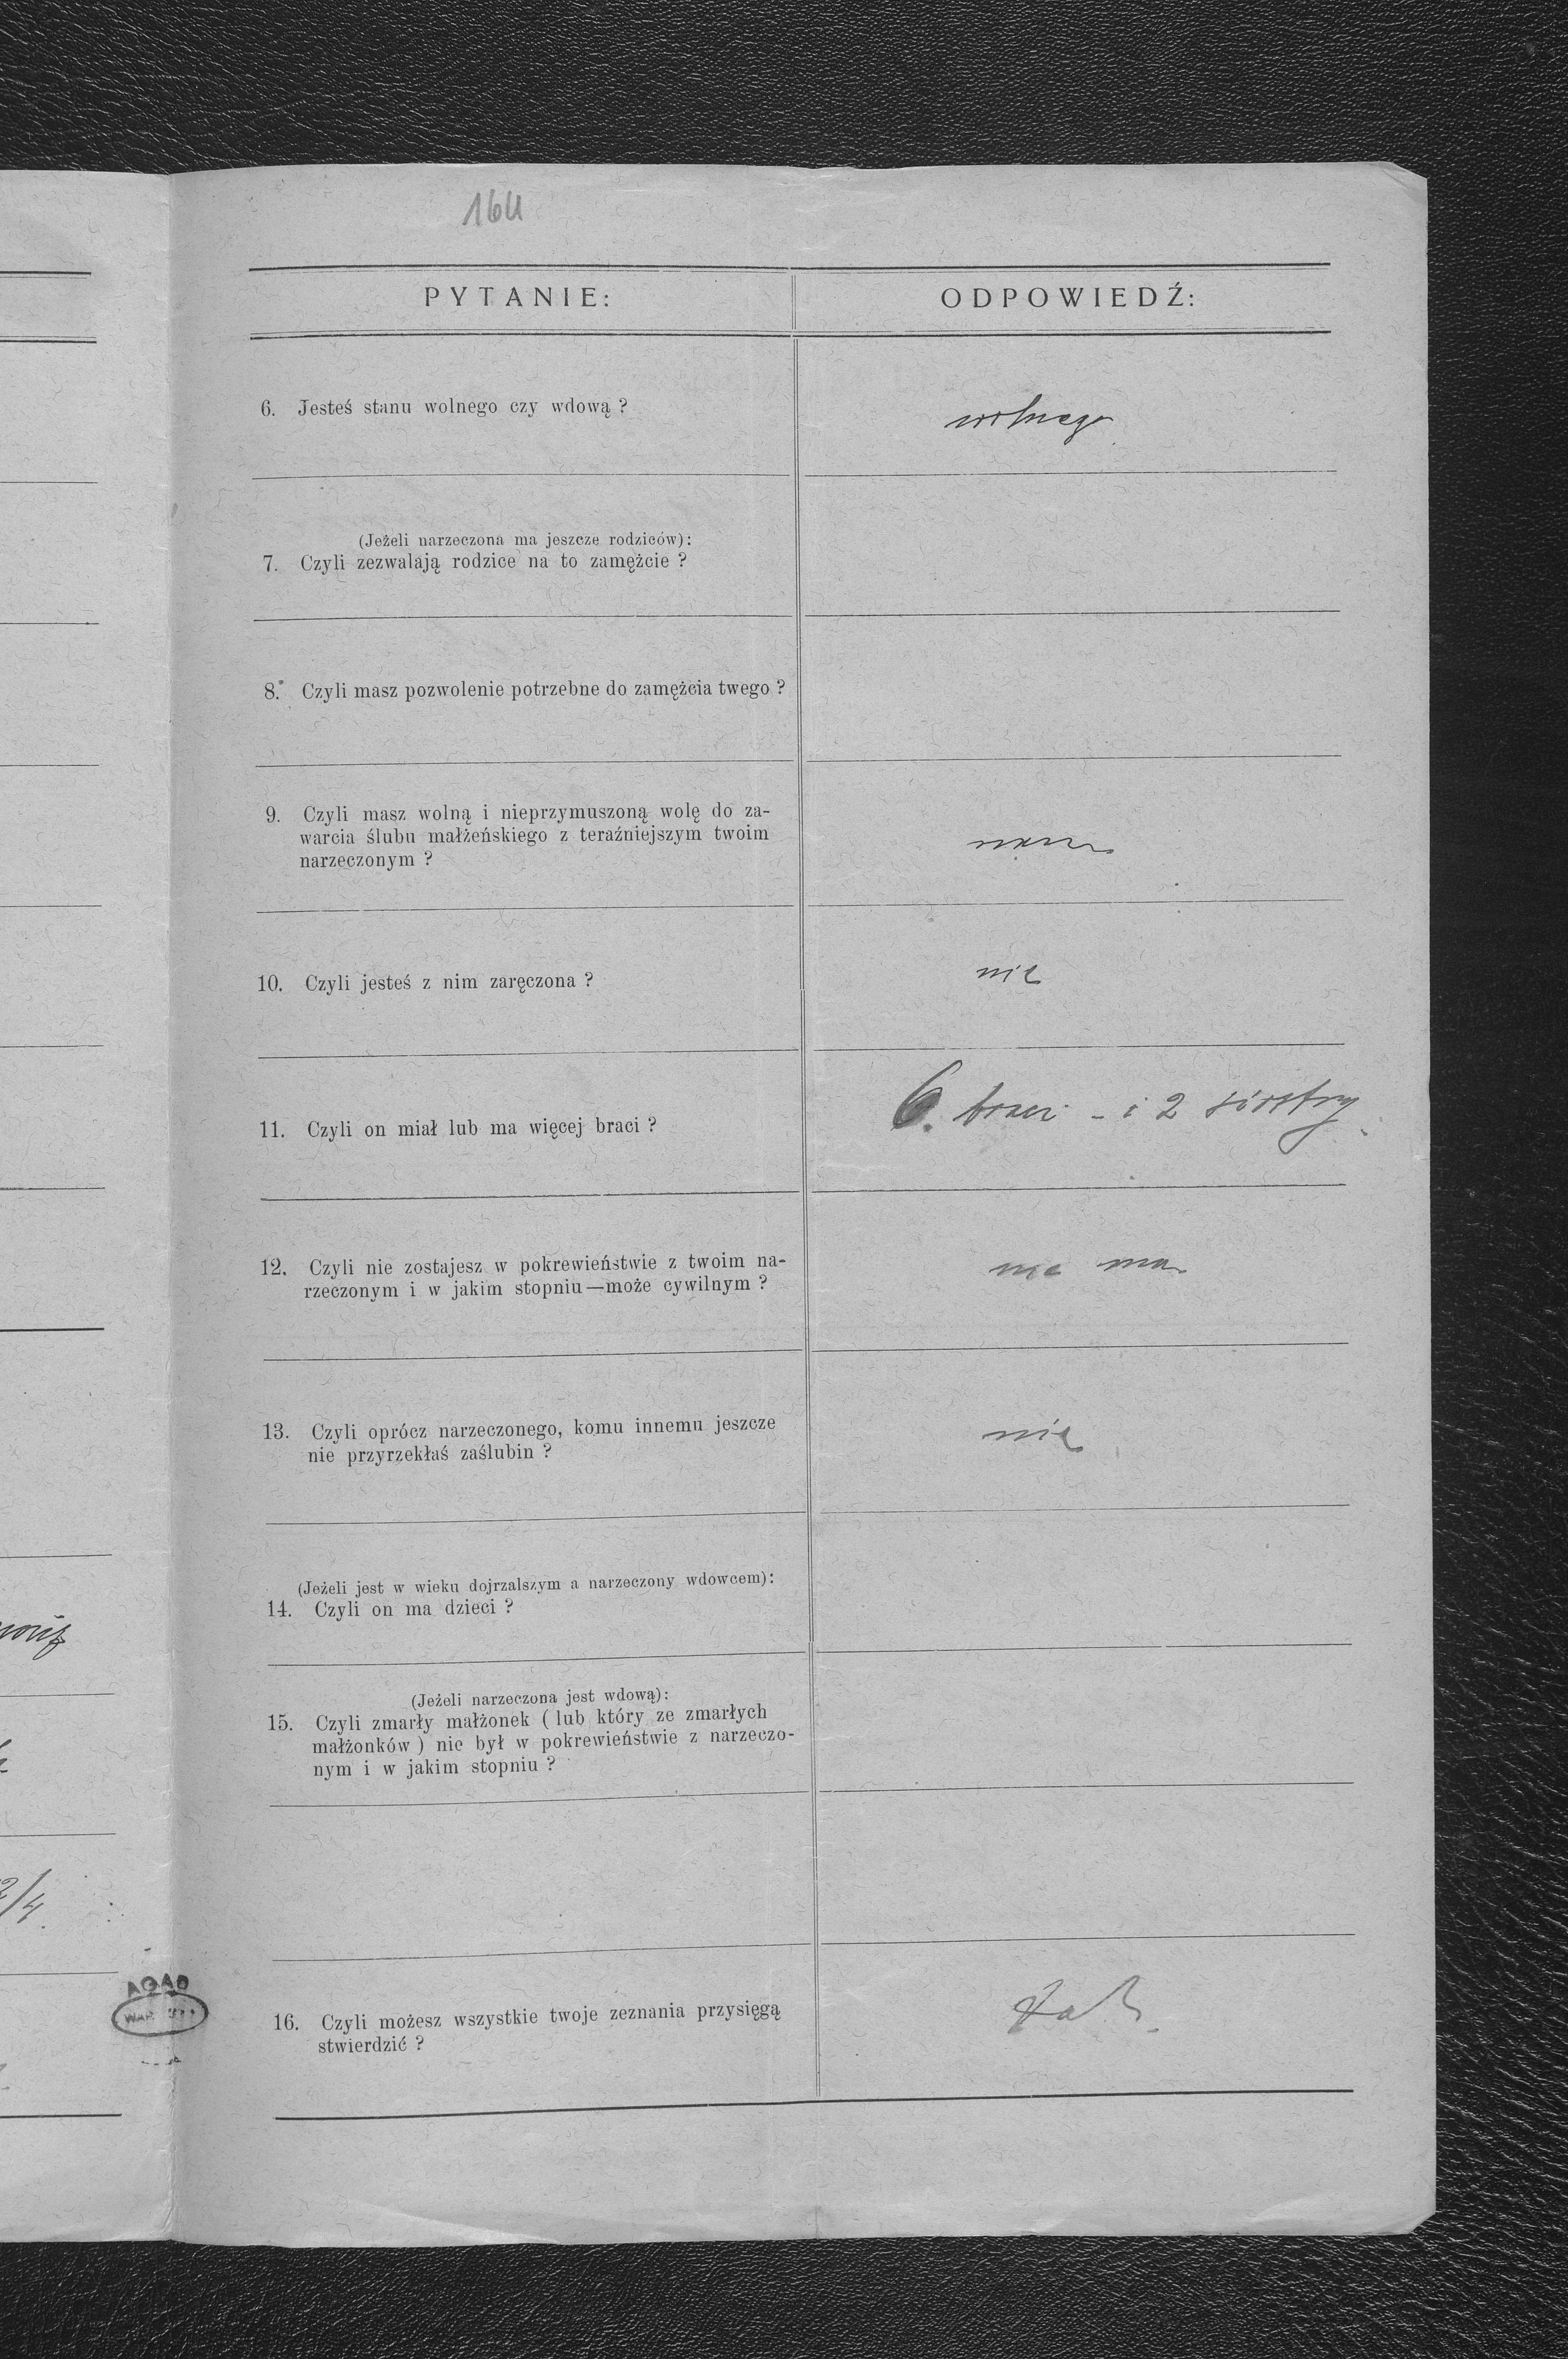 164
PYTANIE: ODPOWIEDŹ:
6. Jesteś stanu wolnego czy wdową ? wolnego
(Jeżeli narzeczona ma jeszcze rodziców):
7. Czyli zezwalają rodzice na to zamężcie ?
8. Czyli masz pozwolenie potrzebne do zamężcia twego ?
9. Czyli masz wolną i nieprzymuszoną wolę do za-
warcia ślubu małżeńskiego z teraźniejszym twoim
narzeczonym ?
mam
10. Czyli jesteś z nim zaręczona ? nie
11. Czyli on miał lub ma więcej braci ? 6. braci - i 2 siostry
12. Czyli nie zostajesz w pokrewieństwie z twoim na-
rzeczonym i w jakim stopniu—może cywilnym ?
nie ma
13. Czyli oprócz narzeczonego, komu innemu jeszcze
nie przyrzekłaś zaślubin ?
nie
(Jeżeli jest w wieku dojrzalszym a narzeczony wdowcem):
14. Czyli on ma dzieci ?
(Jeżeli narzeczona jest wdową):
15. Czyli zmarły małżonek ( lub który ze zmarłych
małżonków ) nie był w pokrewieństwie z narzeczo-
nym i w jakim stopniu ?
16. Czyli możesz wszystkie twoje zeznania przysięgą
stwierdzić ?
tak
AGAD